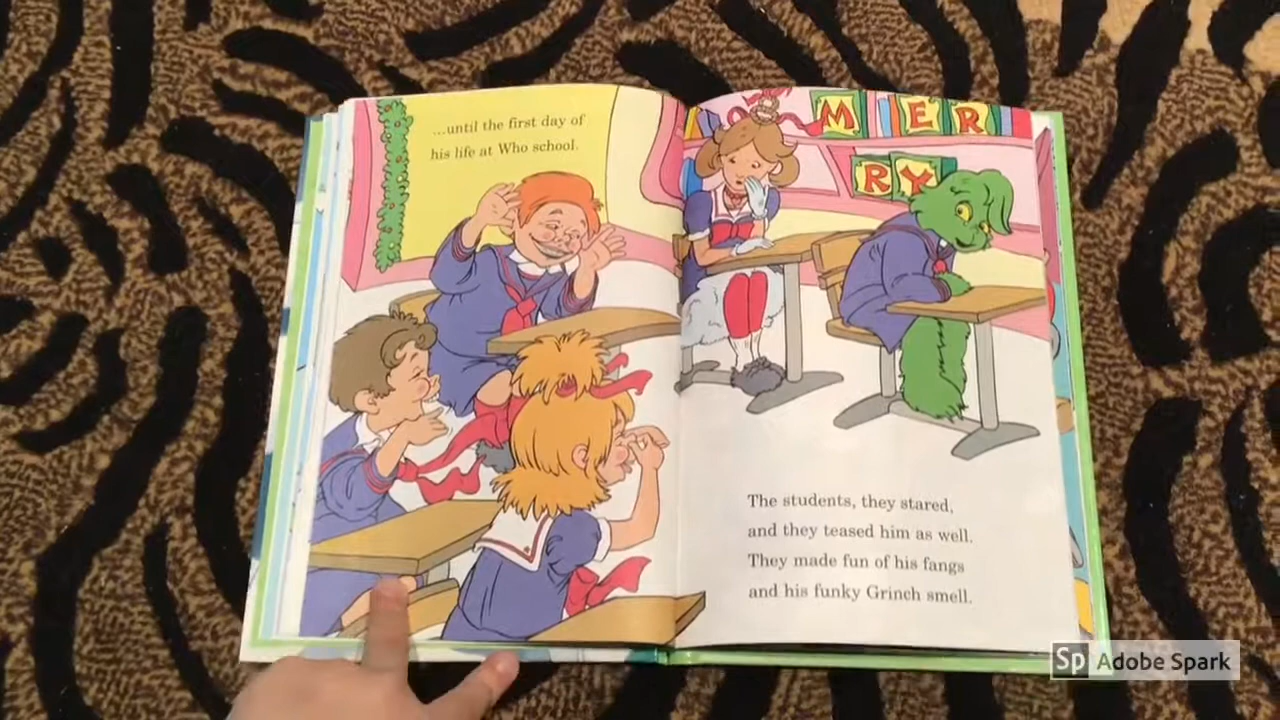 ...until the first day of
his life at Who school.
MER
RY
The students, they stared,
and they teased him as well.
They made fun of his fangs
and his funky Grinch smell.
Sp Adobe Spark